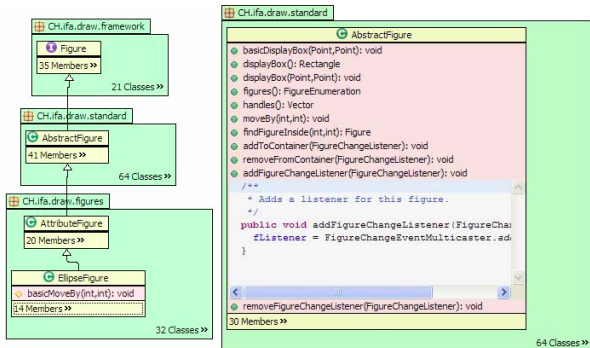 CH.ifa.draw.framework
Figure
35 Members »
21 Classes »
CH.ifa.draw.standard
AbstractFigure
41 Members »
64 Classes »
CH.ifa.draw.figures
AttributeFigure
20 Members »
EllipseFigure
basicMoveBy(int,int): void
14 Members »
32 Classes »
CH.ifa.draw.standard
AbstractFigure
basicDisplayBox(Point,Point): void
displayBox(): Rectangle
displayBox(Point,Point): void
figures(): FigureEnumeration
handles(): Vector
moveBy(int,int): void
findFigureInside(int,int): Figure
addToContainer(FigureChangeListener): void
removeFromContainer(FigureChangeListener): void
addFigureChangeListener(FigureChangeListener): void
/**
* Adds a listener for this figure.
*/
public void addFigureChangeListener(FigureChan
fListener = FigureChangeEventMulticaster.add
}
removeFigureChangeListener(FigureChangeListener): void
30 Members »
64 Classes »